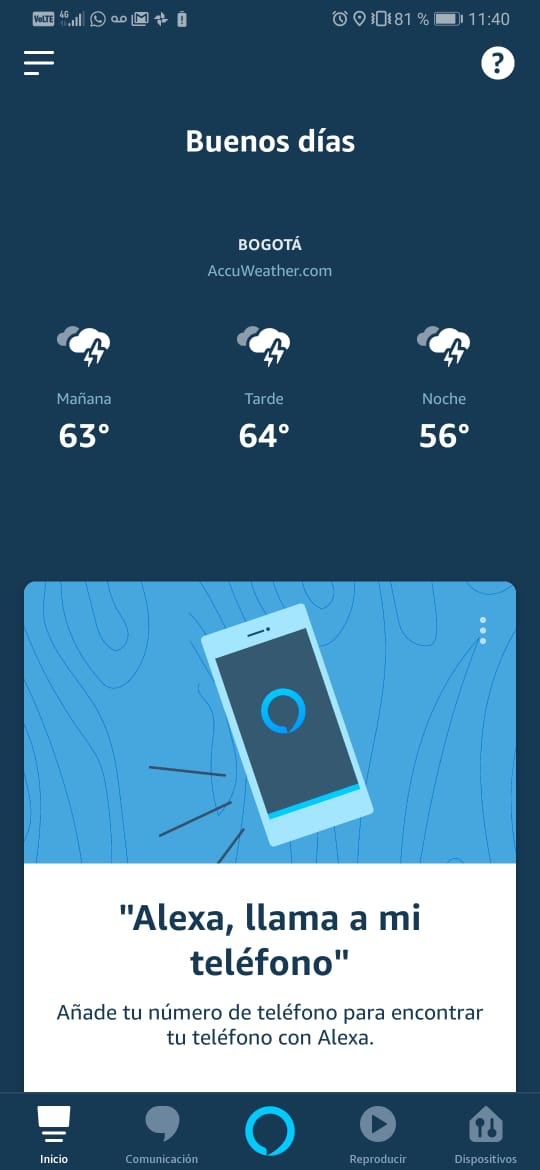 VoLTE 4G 81 % 11:40
?
Buenos días
BOGOTÁ
AccuWeather.com
Mañana Tarde Noche
63° 64° 56°
"Alexa, llama a mi
teléfono"
Añade tu número de teléfono para encontrar
tu teléfono con Alexa.
Inicio Comunicación Reproducir Dispositivos